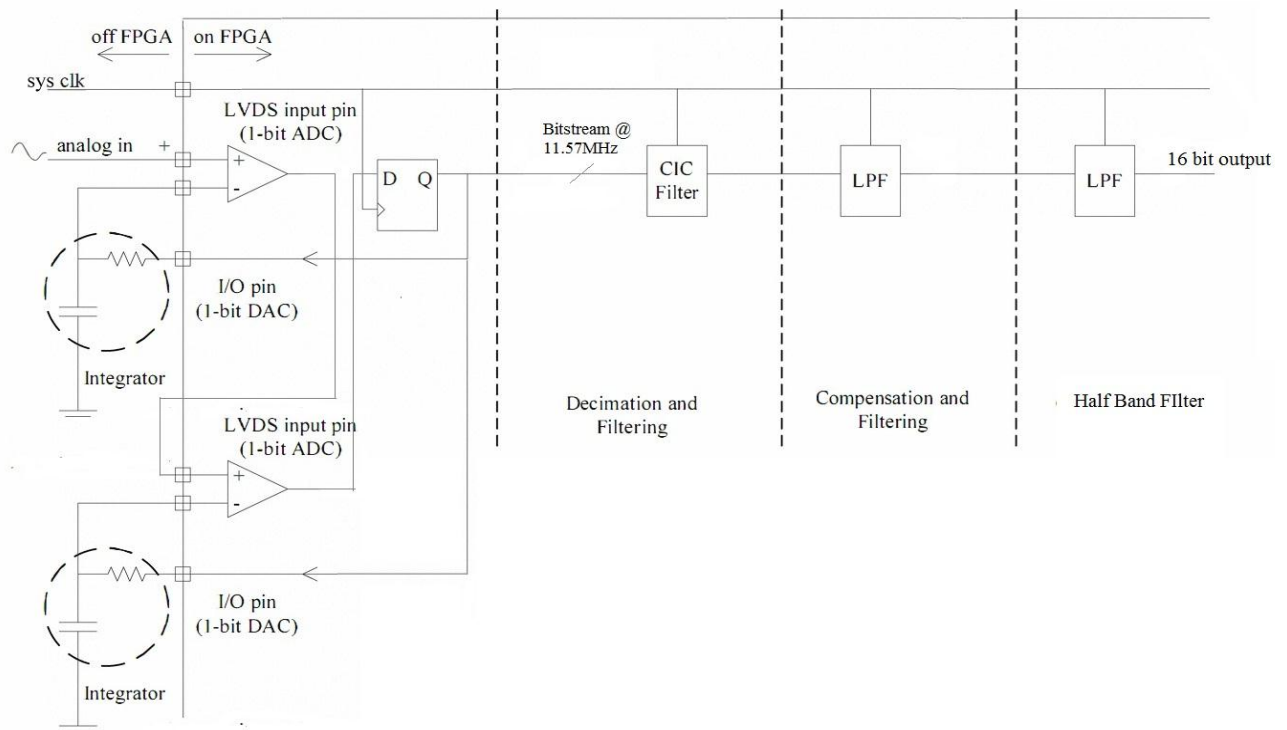 off FPGA
on FPGA
sys clk
LVDS input pin
(1-bit ADC)
analog in
+
+
-
D Q
Bitstream @
11.57MHz
CIC
Filter
LPF
LPF
16 bit output
I/O pin
(1-bit DAC)
Integrator
LVDS input pin
(1-bit ADC)
+
-
Decimation and
Filtering
Compensation and
Filtering
Half Band FIlter
I/O pin
(1-bit DAC)
Integrator